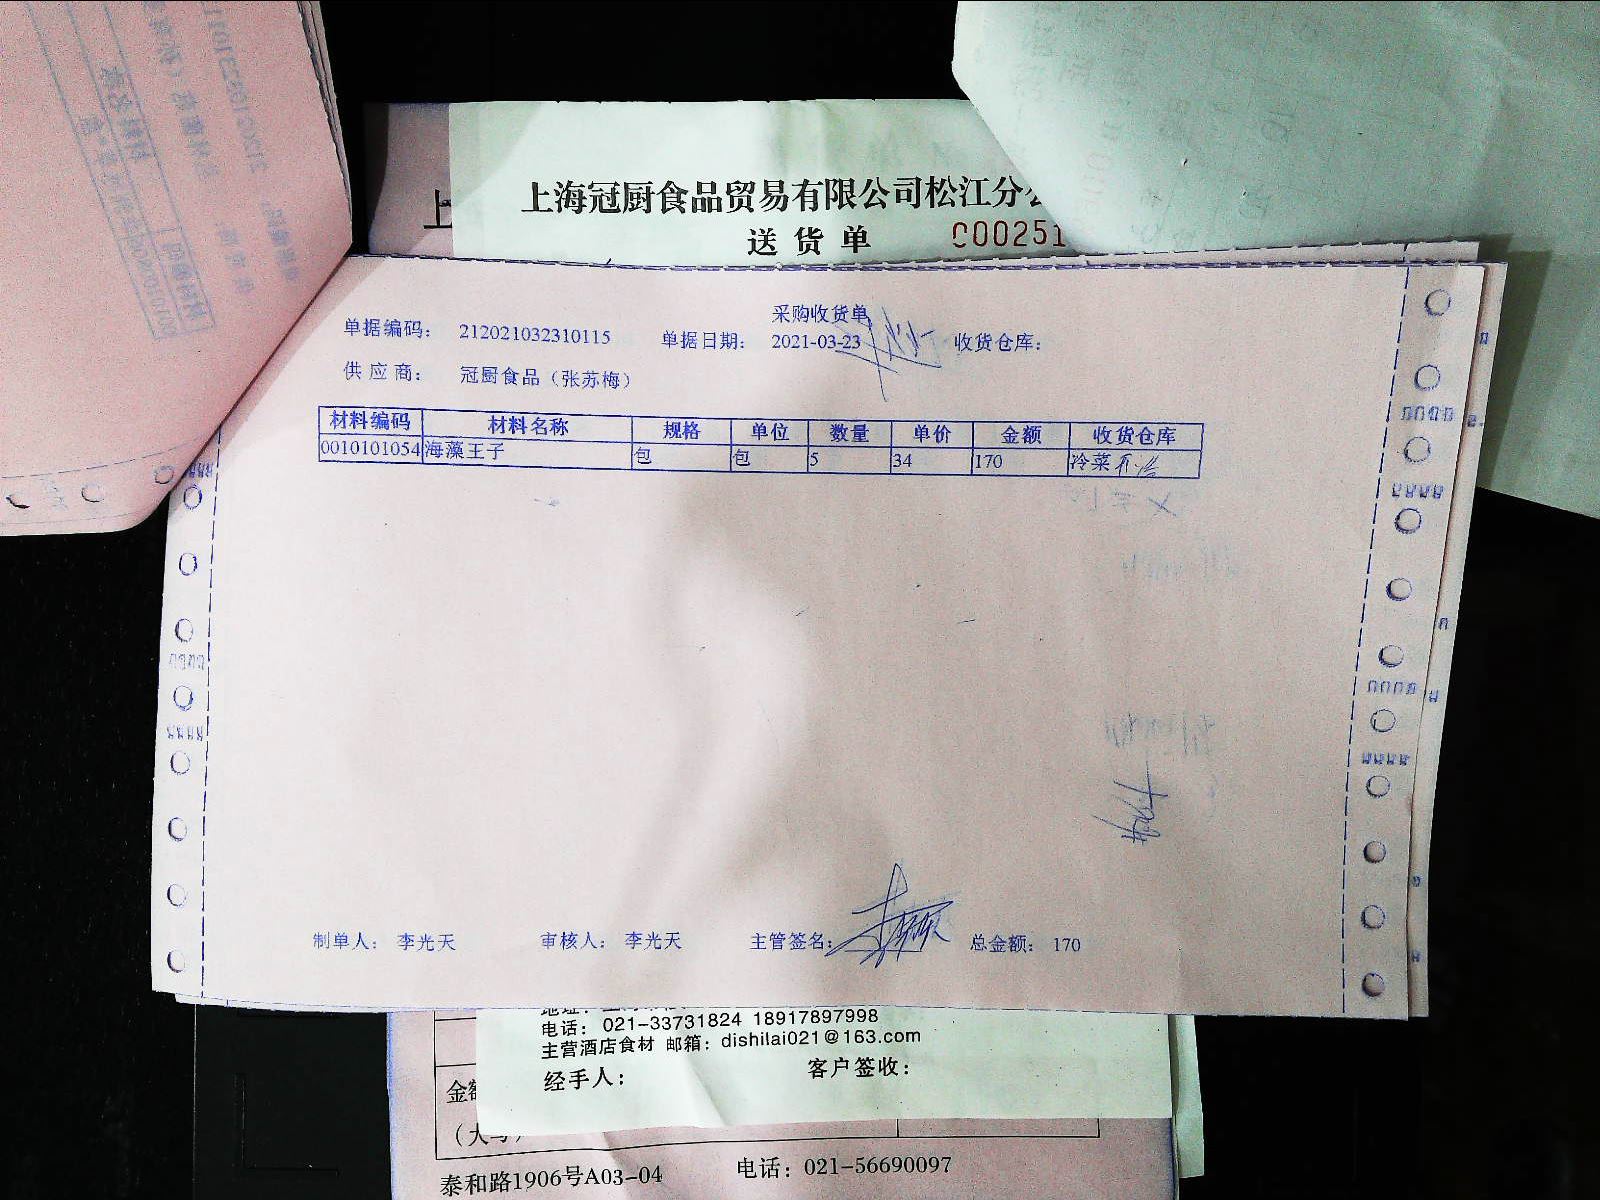 上海冠厨食品贸易有限公司松江分
送货单 C00251
采购收货单
单据编码: 212021032310115 单据日期: 2021-03-23 收货仓库:
供应商: 冠厨食品（张苏梅）
材料编码 材料名称 规格 单位 数量 单价 金额 收货仓库
0010101054 海藻王子 包 包 5 34 170 冷菜
制单人: 李光天 审核人: 李光天 主管签名: 总金额: 170
电话: 021-33731824 18917897998
主营酒店食材 邮箱: dishilai021@163.com
经手人: 客户签收:
泰和路1906号A03-04 电话: 021-56690097